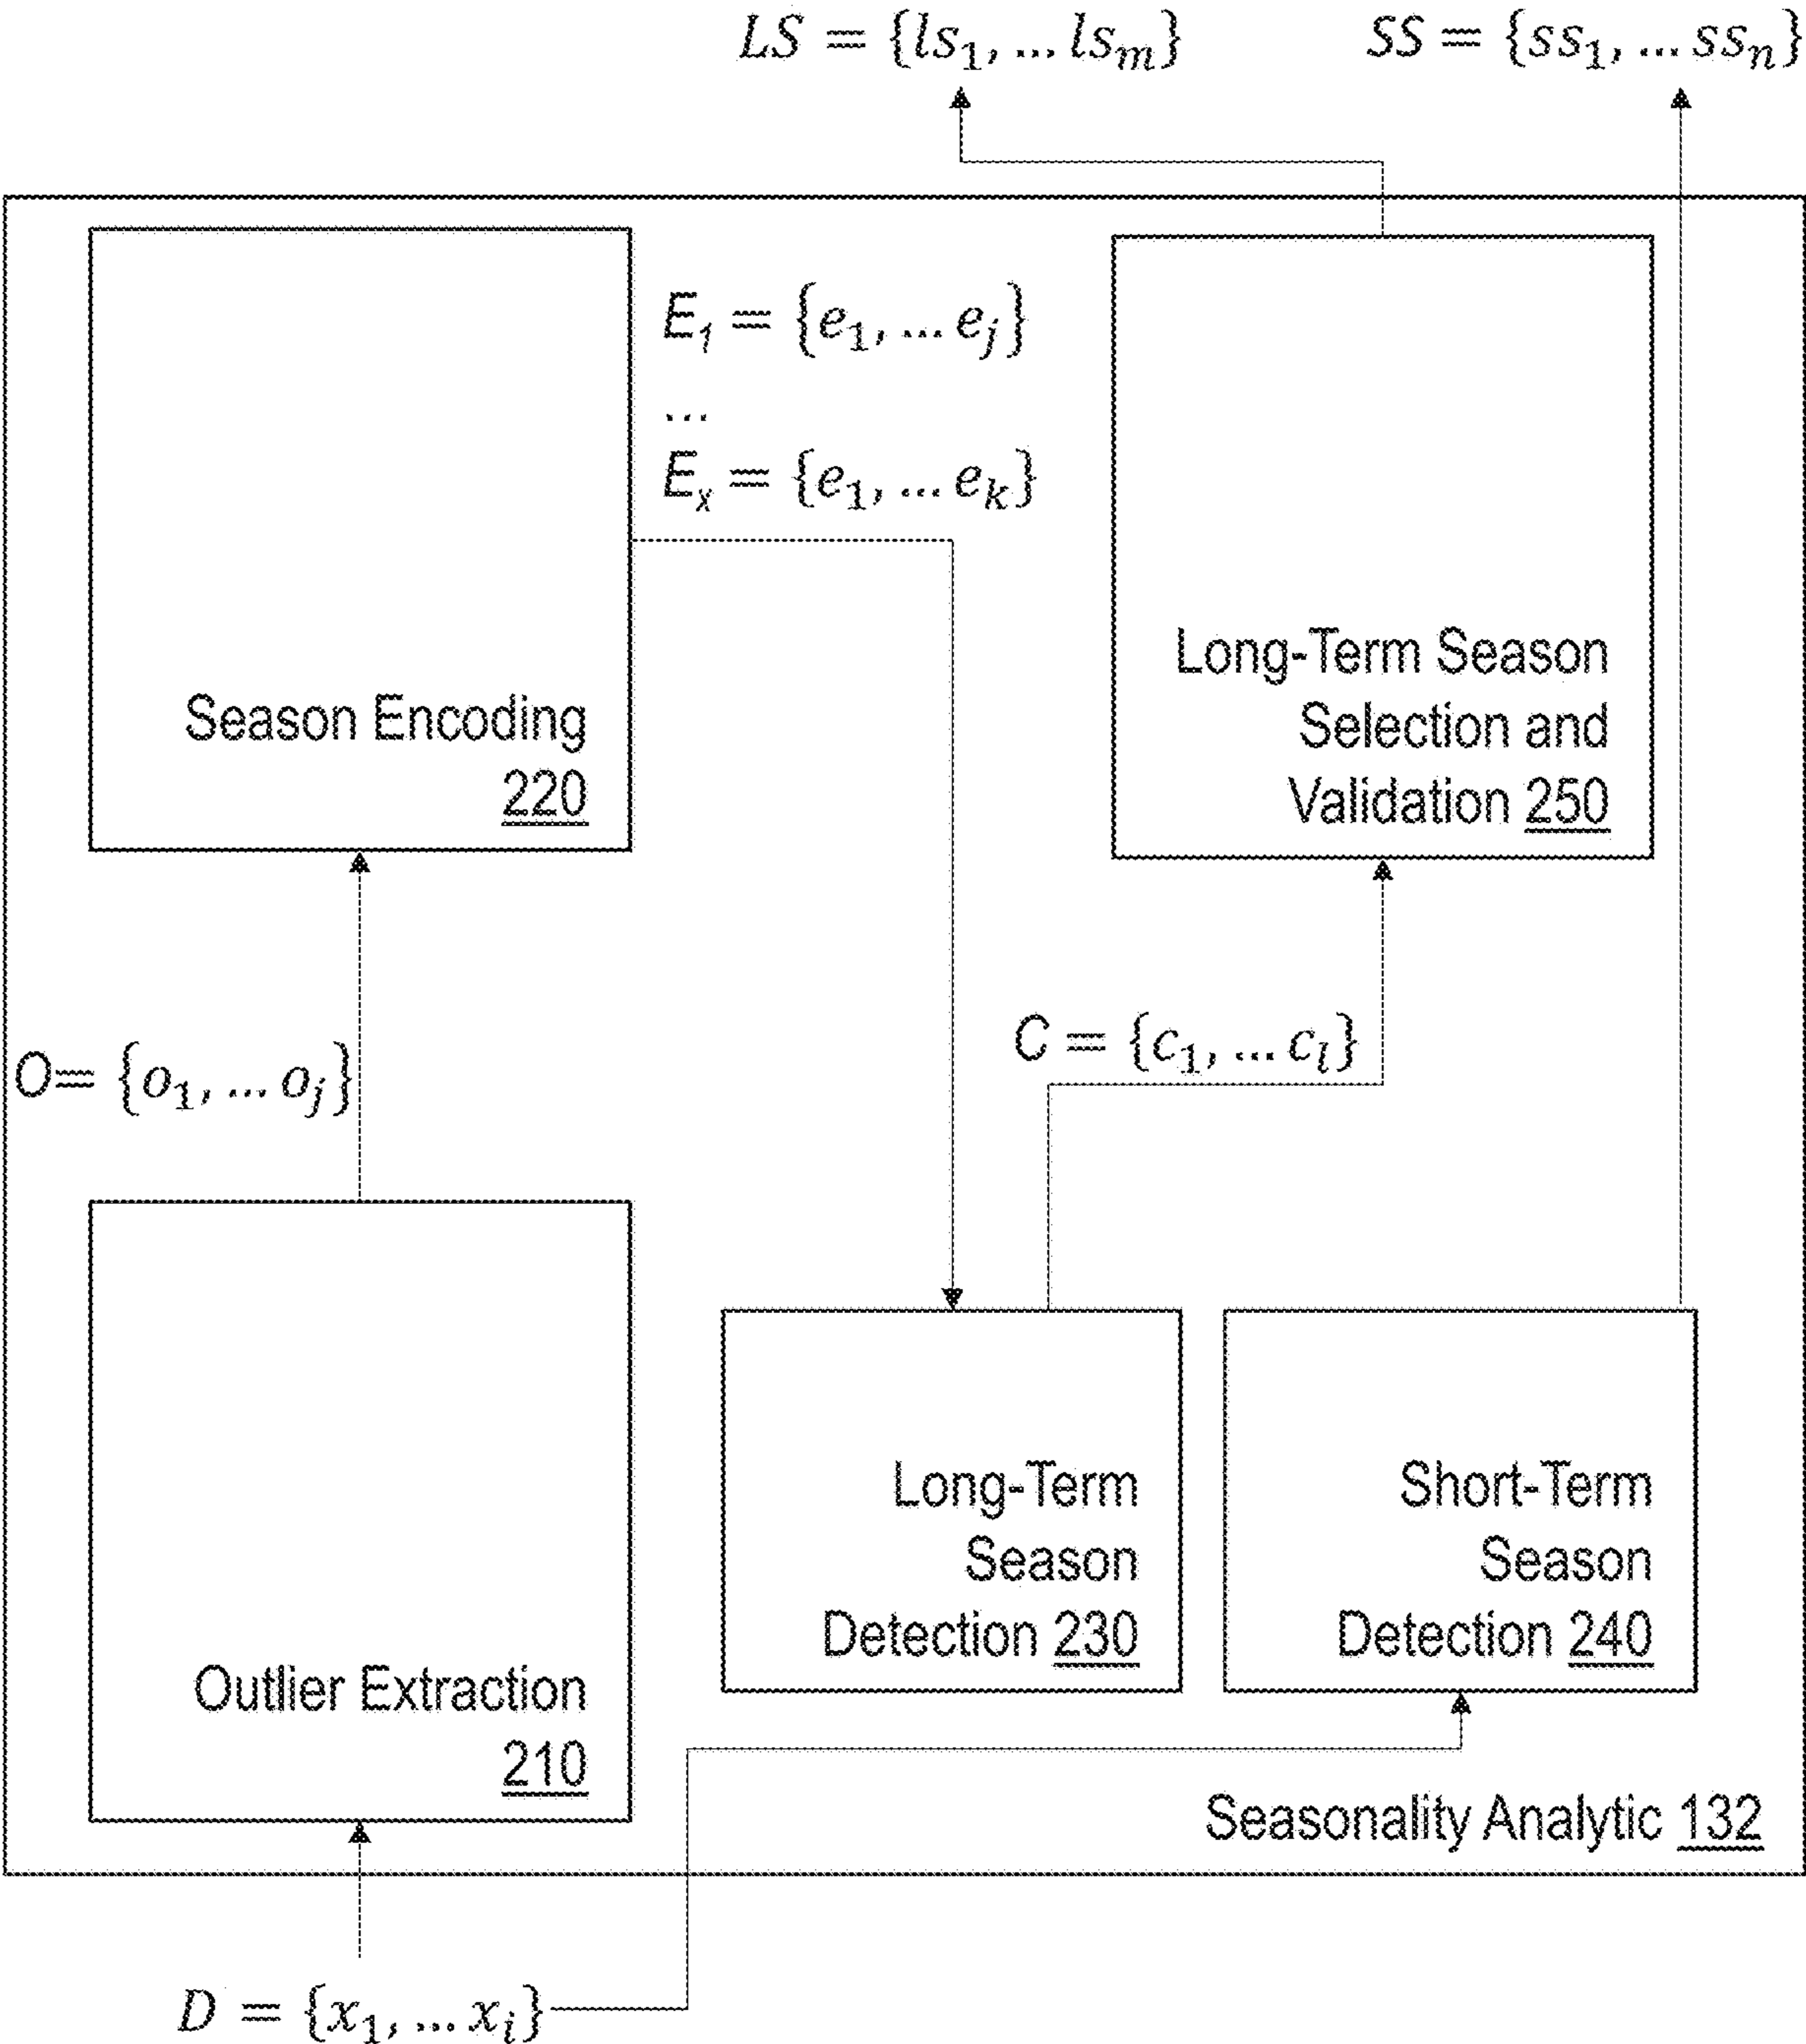 LS = {ls₁, ... lsₘ}
SS = {ss₁, ... ssₙ}
E₁ = {e₁, ... eⱼ}
...
Eₓ = {e₁, ... eₖ}
Season Encoding
220
Long-Term Season
Selection and
Validation 250
O= {o₁, ... oⱼ}
C = {c₁, ... cₗ}
Outlier Extraction
210
Long-Term
Season
Detection 230
Short-Term
Season
Detection 240
Seasonality Analytic 132
D = {x₁, ... xᵢ}